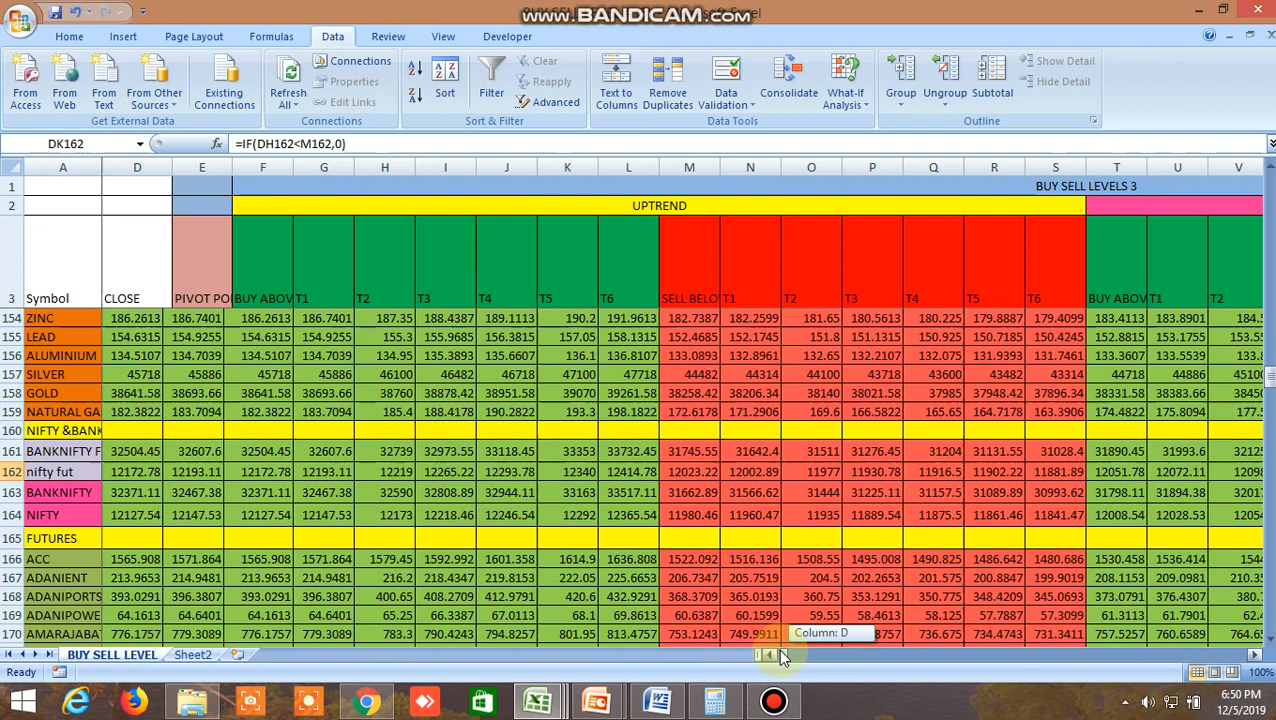 BUY SELL
www.BANDICAM.com
Excel
Home Insert Page Layout Formulas Data Review View Developer
From Access
From Web
From Text
From Other Sources
Existing Connections
Get External Data
Refresh All
Connections
Properties
Edit Links
Connections
Sort
Filter
Clear
Reapply
Advanced
Sort & Filter
Text to Columns
Remove Duplicates
Data Validation
Consolidate
What-If Analysis
Data Tools
Group
Ungroup
Subtotal
Show Detail
Hide Detail
Outline
DK162 fx =IF(DH162<M162,0)
A D E F G H I J K L M N O P Q R S T U V
1 BUY SELL LEVELS 3
2 UPTREND
3 Symbol CLOSE PIVOT PO BUY ABOV T1 T2 T3 T4 T5 T6 SELL BELO T1 T2 T3 T4 T5 T6 BUY ABOV T1 T2
154 ZINC 186.2613 186.7401 186.2613 186.7401 187.35 188.4387 189.1113 190.2 191.9613 182.7387 182.2599 181.65 180.5613 180.225 179.8887 179.4099 183.4113 183.8901 184.
155 LEAD 154.6315 154.9255 154.6315 154.9255 155.3 155.9685 156.3815 157.05 158.1315 152.4685 152.1745 151.8 151.1315 150.925 150.7185 150.4245 152.8815 153.1755 153.5
156 ALUMINIUM 134.5107 134.7039 134.5107 134.7039 134.95 135.3893 135.6607 136.1 136.8107 133.0893 132.8961 132.65 132.2107 132.075 131.9393 131.7461 133.3607 133.5539 133.
157 SILVER 45718 45886 45718 45886 46100 46484 46718 47100 47718 44482 44314 44100 43718 43600 43482 43314 44718 44886 45100
158 GOLD 38641.58 38693.66 38641.58 38693.66 38760 38878.42 38951.58 39070 39261.58 38258.42 38206.34 38140 38021.58 37985 37948.42 37896.34 38331.58 38383.66 38450
159 NATURAL GA 182.3822 183.7094 182.3822 183.7094 185.4 188.4178 190.2822 193.3 198.1822 172.6178 171.2906 169.6 166.5822 165.65 164.7178 163.3906 174.4822 175.8094 177.
160 NIFTY &BANK
161 BANKNIFTY F 32504.45 32607.6 32504.45 32607.6 32739 32973.55 33118.45 33353 33732.45 31745.55 31642.4 31511 31276.45 31204 31131.55 31028.4 31890.45 31993.6 32125
162 nifty fut 12172.78 12193.11 12172.78 12193.11 12219 12265.22 12293.78 12340 12414.78 12023.22 12002.89 11977 11930.78 11916.5 11902.22 11881.89 12051.78 12072.11 12098
163 BANKNIFTY 32371.11 32467.38 32371.11 32467.38 32590 32808.89 32944.11 33163 33517.11 31662.89 31566.62 31444 31225.11 31157.5 31089.89 30993.62 31798.11 31894.38 32017
164 NIFTY 12127.54 12147.53 12127.54 12147.53 12173 12218.46 12246.54 12292 12365.54 11980.46 11960.47 11935 11889.54 11875.5 11861.46 11841.47 12008.54 12028.53 12054
165 FUTURES
166 ACC 1565.908 1571.864 1565.908 1571.864 1579.45 1592.992 1601.358 1614.9 1636.808 1522.092 1516.136 1508.55 1495.008 1490.825 1486.642 1480.686 1530.458 1536.414 1544
167 ADANIENT 213.9653 214.9481 213.9653 214.9481 216.2 218.4347 219.8153 222.05 225.6653 206.7347 205.7519 204.5 202.2653 201.575 200.8847 199.9019 208.1153 209.0981 210.3
168 ADANIPORTS 393.0291 396.3807 393.0291 396.3807 400.65 408.2709 412.9791 420.6 432.9291 368.3709 365.0193 360.75 353.1291 350.775 348.4209 345.0693 373.0791 376.4307 380
169 ADANIPOWE 64.1613 64.6401 64.1613 64.6401 65.25 66.3387 67.0113 68.1 69.8613 60.6387 60.1599 59.55 58.4613 58.125 57.7887 57.3099 61.3113 61.7901 62.4
170 AMARAJABA 776.1757 779.3089 776.1757 779.3089 783.3 790.4243 794.8257 801.95 813.4757 753.1243 749.9911 8757 736.675 734.4743 731.3411 757.5257 760.6589 764.6
Column: D
BUY SELL LEVEL Sheet2
Ready 100%
6:50 PM
12/5/2019